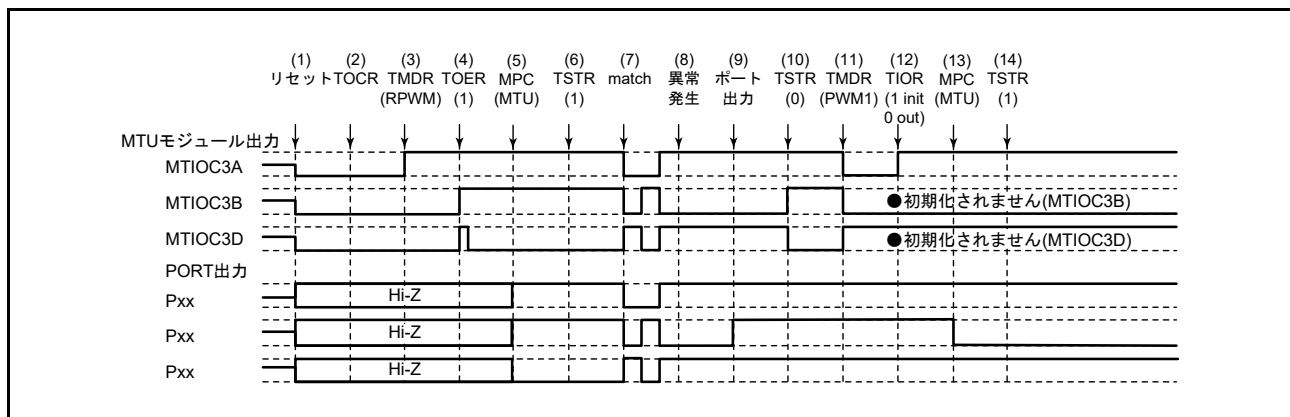 (1) (2) (3) (4) (5) (6) (7) (8) (9) (10) (11) (12) (13) (14)
リセット TOCR TMDR TOER MPC TSTR match 異常 ポート TSTR TMDR TIOR MPC TSTR
(RPWM) (1) (MTU) (1) 発生 出力 (0) (PWM1) (1 init (MTU) (1)
0 out)
MTUモジュール出力
MTIOC3A
MTIOC3B ●初期化されません(MTIOC3B)
MTIOC3D ●初期化されません(MTIOC3D)
PORT出力
Pxx Hi-Z
Pxx Hi-Z
Pxx Hi-Z